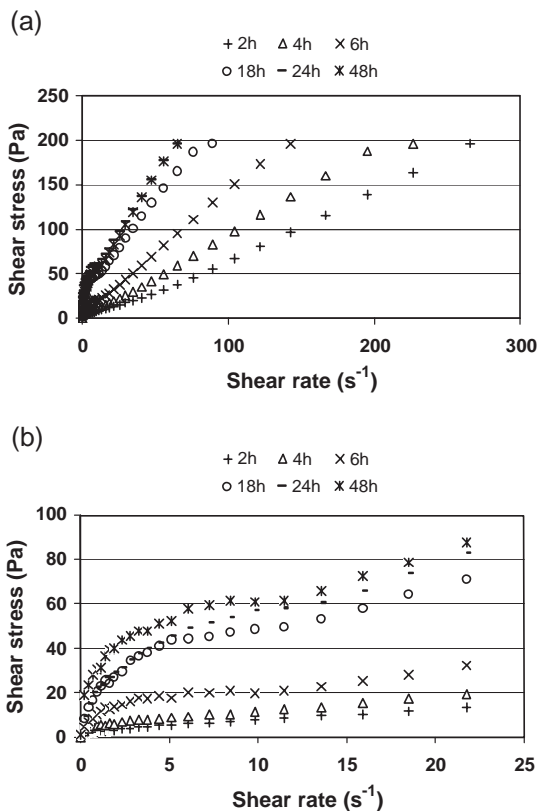 (a)
+ 2h △ 4h × 6h
○ 18h - 24h ж 48h
250
200
150
100
50
0
Shear stress (Pa)
0 100 200 300
Shear rate (s⁻¹)
(b)
+ 2h △ 4h × 6h
○ 18h - 24h ж 48h
100
80
60
40
20
0
Shear stress (Pa)
0 5 10 15 20 25
Shear rate (s⁻¹)